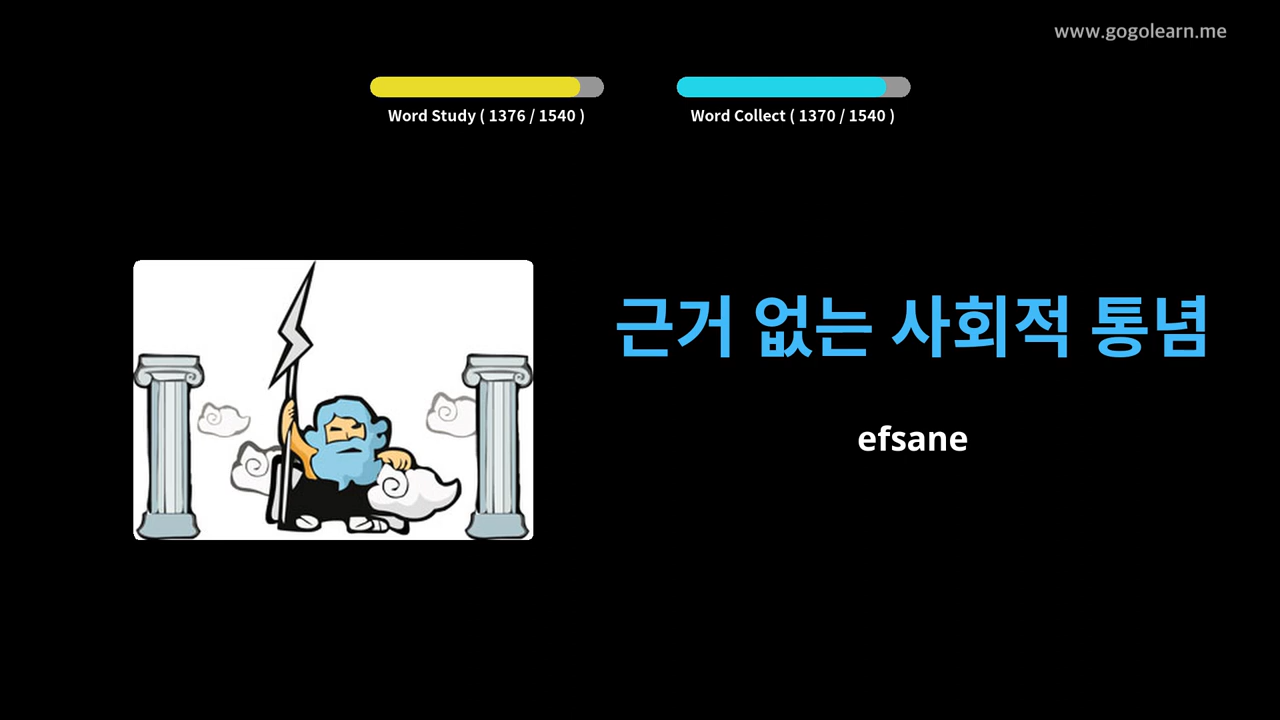 www.gogolearn.me
Word Study ( 1376 / 1540 )
Word Collect ( 1370 / 1540 )
근거 없는 사회적 통념
efsane